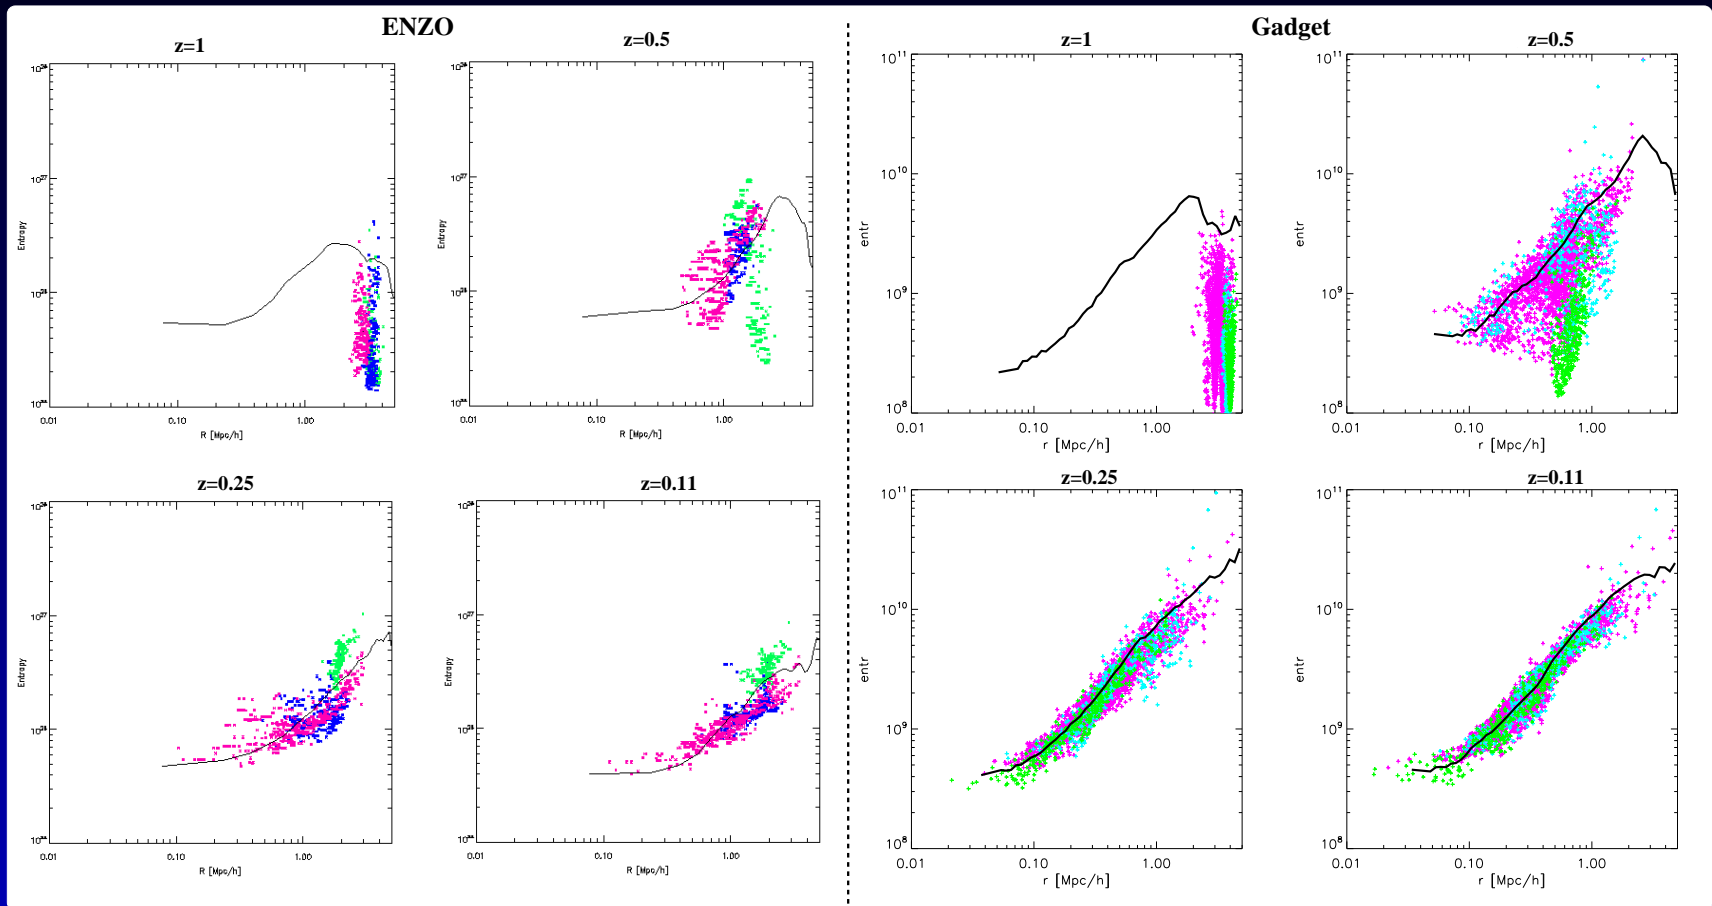 ENZO
z=1
z=0.5
Entropy
Entropy
0.01 0.10 1.00
R [Mpc/h]
0.01 0.10 1.00
R [Mpc/h]
z=0.25
z=0.11
Entropy
Entropy
0.01 0.10 1.00
R [Mpc/h]
0.01 0.10 1.00
R [Mpc/h]
Gadget
z=1
z=0.5
10¹¹
10¹⁰
10⁹
10⁸
entr
0.01 0.10 1.00
r [Mpc/h]
10¹¹
10¹⁰
10⁹
10⁸
entr
0.01 0.10 1.00
r [Mpc/h]
z=0.25
z=0.11
10¹¹
10¹⁰
10⁹
10⁸
entr
0.01 0.10 1.00
r [Mpc/h]
10¹¹
10¹⁰
10⁹
10⁸
entr
0.01 0.10 1.00
r [Mpc/h]